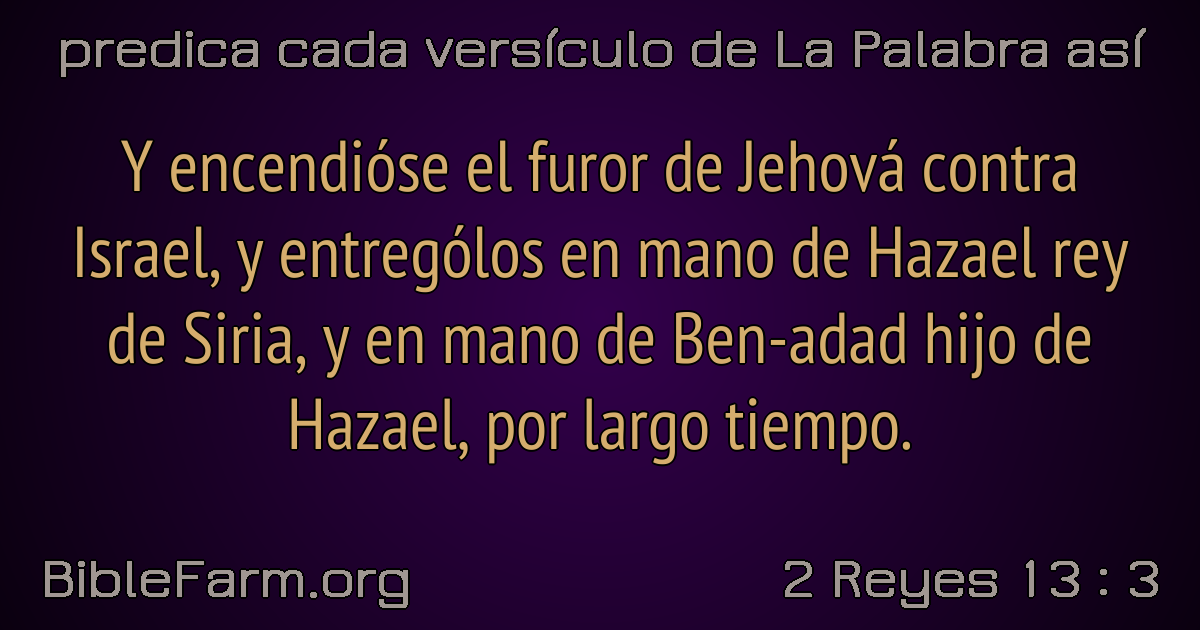 predica cada versículo de La Palabra así
Y encendióse el furor de Jehová contra
Israel, y entrególos en mano de Hazael rey
de Siria, y en mano de Ben-adad hijo de
Hazael, por largo tiempo.
BibleFarm.org
2 Reyes 13 : 3